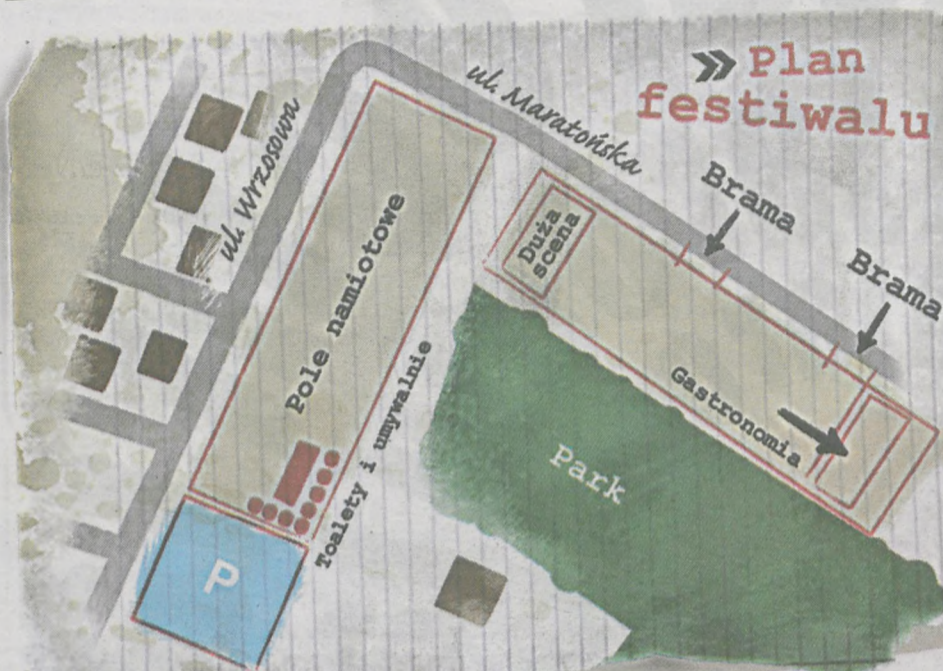 Plan
festiwalu
ul. Maratońska
Brama
Brama
ul. Wrzosowa
Duża
scena
Pole namiotowe
Gastronomia
Toalety i umywalnie
Park
P